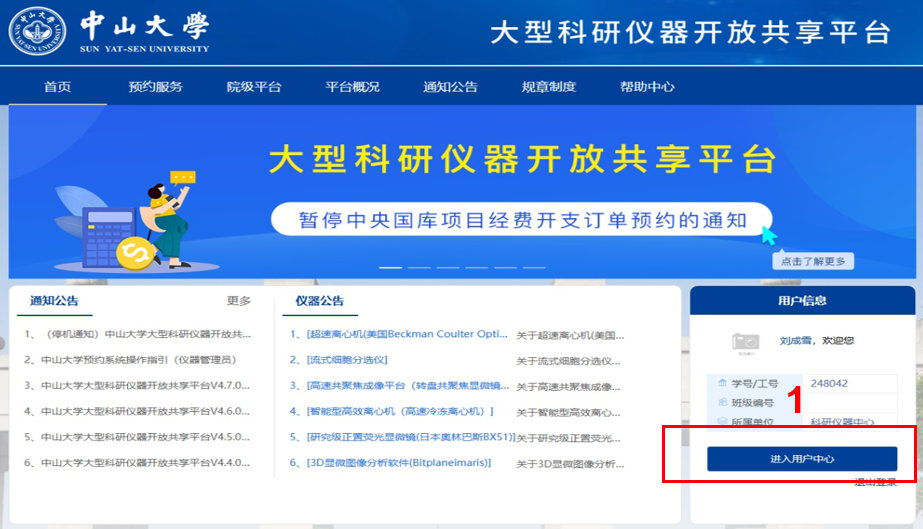 中山大學
SUN YAT-SEN UNIVERSITY
大型科研仪器开放共享平台
首页 预约服务 院级平台 平台概况 通知公告 规章制度 帮助中心
大型科研仪器开放共享平台
暂停中央国库项目经费开支订单预约的通知
点击了解更多
通知公告 更多
1、（停机通知）中山大学大型科研仪器开放共...
2、中山大学预约系统操作指引（仪器管理员）
3、中山大学大型科研仪器开放共享平台V4.7.0...
4、中山大学大型科研仪器开放共享平台V4.6.0...
5、中山大学大型科研仪器开放共享平台V4.5.0...
6、中山大学大型科研仪器开放共享平台V4.4.0...
仪器公告
1、[超速离心机(美国Beckman Coulter Opti... 关于超速离心机(美国...
2、[流式细胞分选仪] 关于流式细胞分选仪...
3、[高速共聚焦成像平台（转盘共聚焦显微镜... 关于高速共聚焦成像...
4、[智能型高效离心机（高速冷冻离心机）] 关于智能型高效离心...
5、[研究级正置荧光显微镜(日本奥林巴斯BX51)] 关于研究级正置荧光...
6、[3D显微图像分析软件(Bitplaneimaris)] 关于3D显微图像分析...
用户信息
刘成雪，欢迎您
学号/工号 248042
班级编号
所属单位 科研仪器中心
1
进入用户中心
退出登录